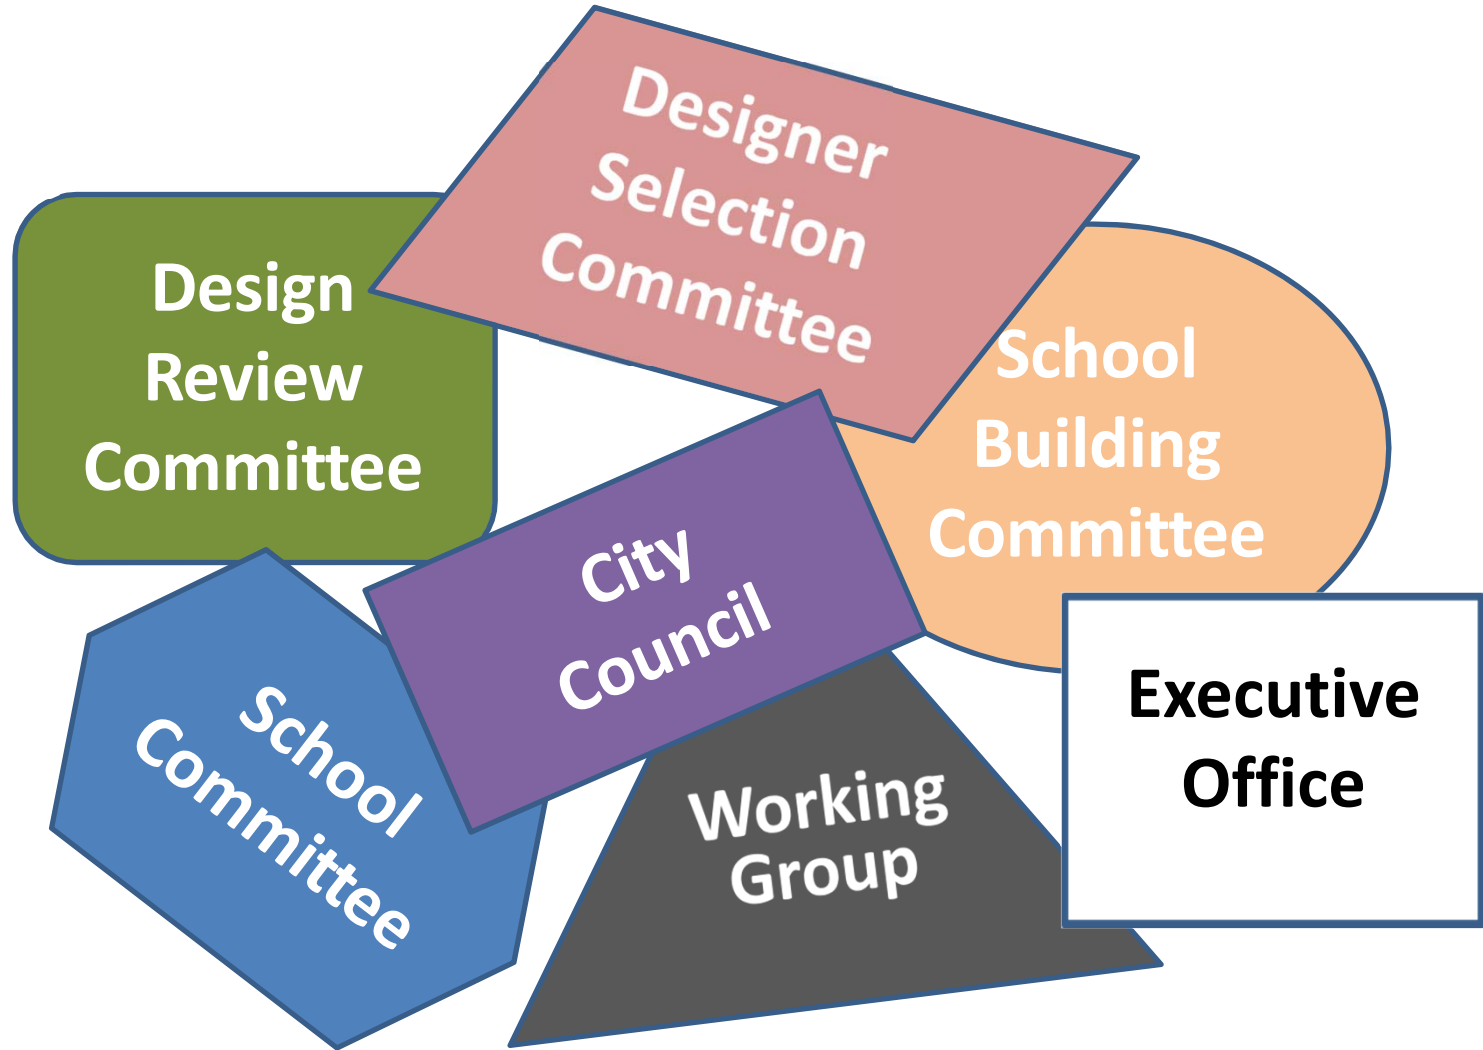 Designer
Selection
Committee
Design
Review
Committee
School
Building
Committee
City
Council
School
Committee
Working
Group
Executive
Office